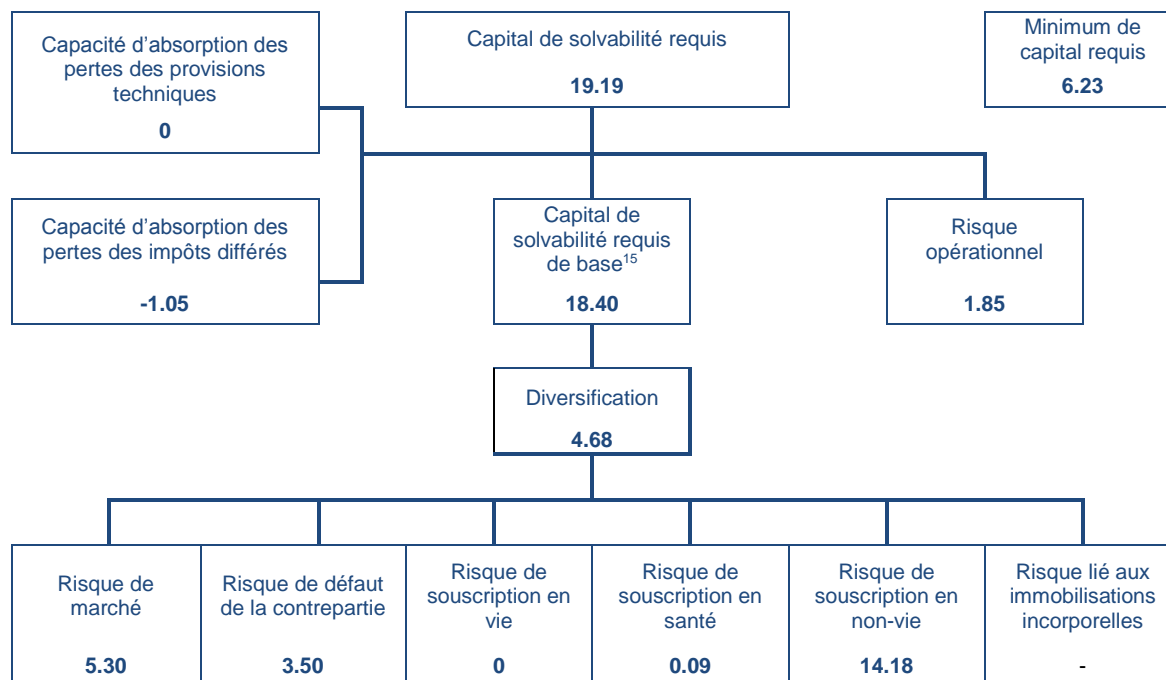 Capacité d’absorption des
pertes des provisions
techniques
0
Capital de solvabilité requis
19.19
Minimum de
capital requis
6.23
Capacité d’absorption des
pertes des impôts différés
-1.05
Capital de
solvabilité requis
de base15
18.40
Risque
opérationnel
1.85
Diversification
4.68
Risque de
marché
5.30
Risque de défaut
de la contrepartie
3.50
Risque de
souscription en
vie
0
Risque de
souscription en
santé
0.09
Risque de
souscription en
non-vie
14.18
Risque lié aux
immobilisations
incorporelles
-